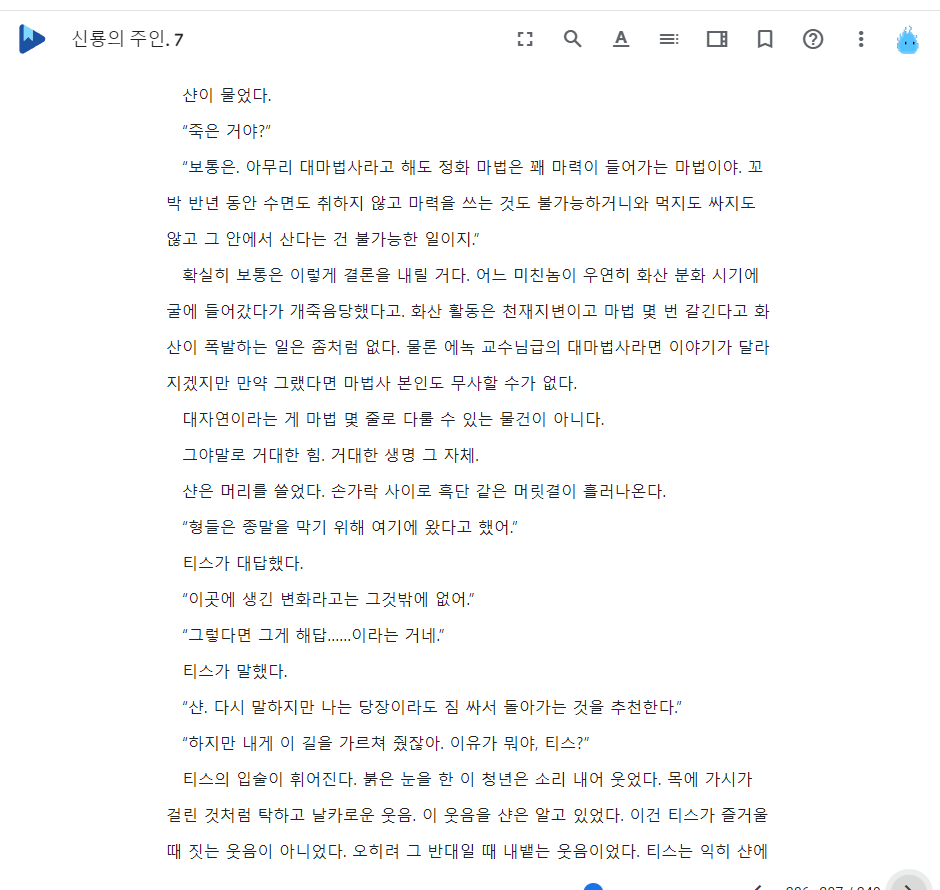 신룡의 주인. 7
샨이 물었다.
“죽은 거야?”
“보통은. 아무리 대마법사라고 해도 정화 마법은 꽤 마력이 들어가는 마법이야. 꼬
박 반년 동안 수면도 취하지 않고 마력을 쓰는 것도 불가능하거니와 먹지도 싸지도
않고 그 안에서 산다는 건 불가능한 일이지.”
확실히 보통은 이렇게 결론을 내릴 거다. 어느 미친놈이 우연히 화산 분화 시기에
굴에 들어갔다가 개죽음당했다고. 화산 활동은 천재지변이고 마법 몇 번 갈긴다고 화
산이 폭발하는 일은 좀처럼 없다. 물론 에녹 교수님급의 대마법사라면 이야기가 달라
지겠지만 만약 그랬다면 마법사 본인도 무사할 수가 없다.
대자연이라는 게 마법 몇 줄로 다룰 수 있는 물건이 아니다.
그야말로 거대한 힘. 거대한 생명 그 자체.
샨은 머리를 쓸었다. 손가락 사이로 흑단 같은 머릿결이 흘러나온다.
“형들은 종말을 막기 위해 여기에 왔다고 했어.”
티스가 대답했다.
“이곳에 생긴 변화라고는 그것밖에 없어.”
“그렇다면 그게 해답......이라는 거네.”
티스가 말했다.
“샨. 다시 말하지만 나는 당장이라도 짐 싸서 돌아가는 것을 추천한다.”
“하지만 내게 이 길을 가르쳐 줬잖아. 이유가 뭐야, 티스?”
티스의 입술이 휘어진다. 붉은 눈을 한 이 청년은 소리 내어 웃었다. 목에 가시가
걸린 것처럼 탁하고 날카로운 웃음. 이 웃음을 샨은 알고 있었다. 이건 티스가 즐거울
때 짓는 웃음이 아니었다. 오히려 그 반대일 때 내뱉는 웃음이었다. 티스는 익히 샨에